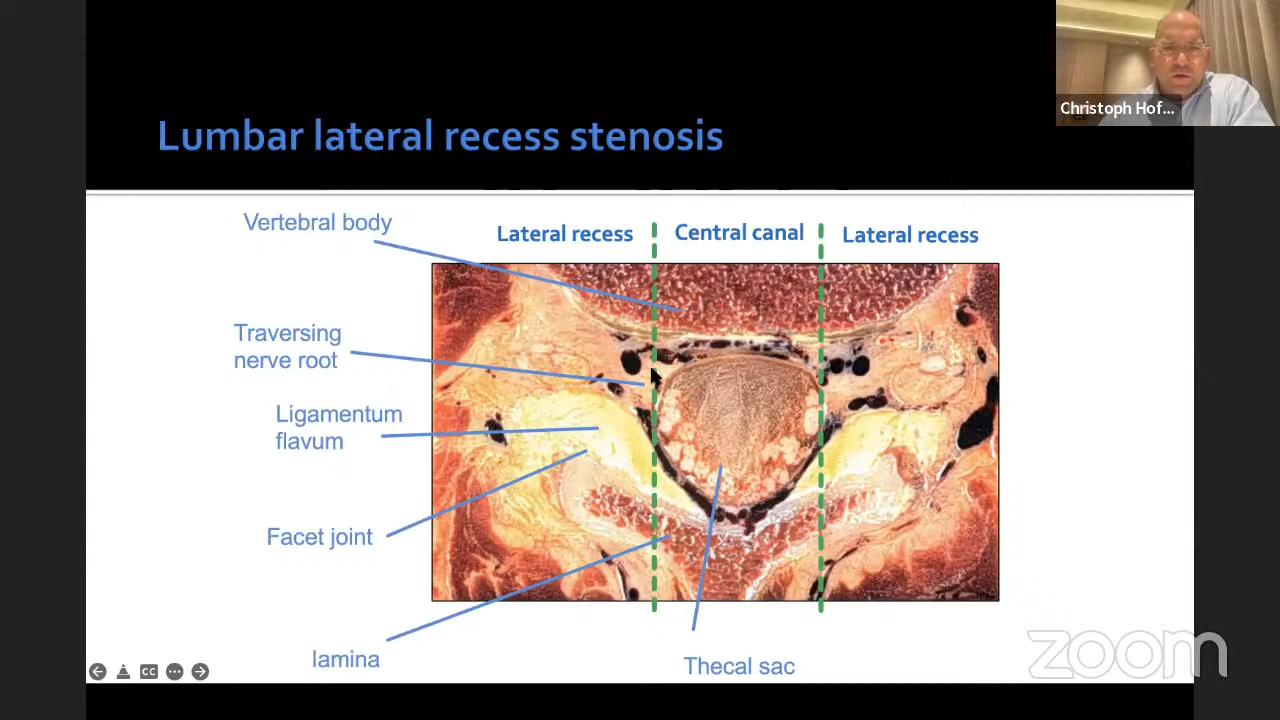 Christoph Hof...
Lumbar lateral recess stenosis
Vertebral body
Lateral recess
Central canal
Lateral recess
Traversing
nerve root
Ligamentum
flavum
Facet joint
lamina
Thecal sac
CC
zoom